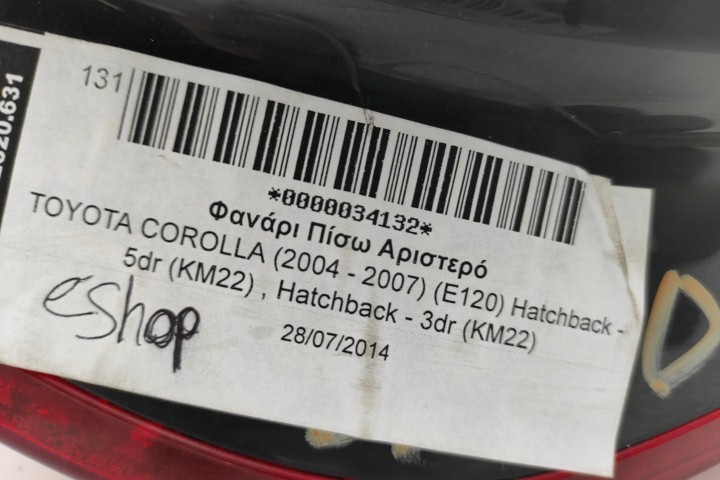 131
*0000034132*
Φανάρι Πίσω Αριστερό
TOYOTA COROLLA (2004 - 2007) (E120) Hatchback -
5dr (KM22) , Hatchback - 3dr (KM22)
28/07/2014
eshop
D